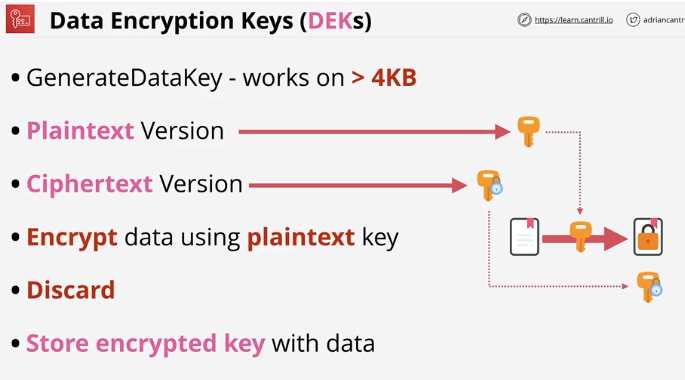 Data Encryption Keys (DEKs)
https://learn.cantrill.io
adriancant
• GenerateDataKey - works on > 4KB
• Plaintext Version
• Ciphertext Version
• Encrypt data using plaintext key
• Discard
• Store encrypted key with data